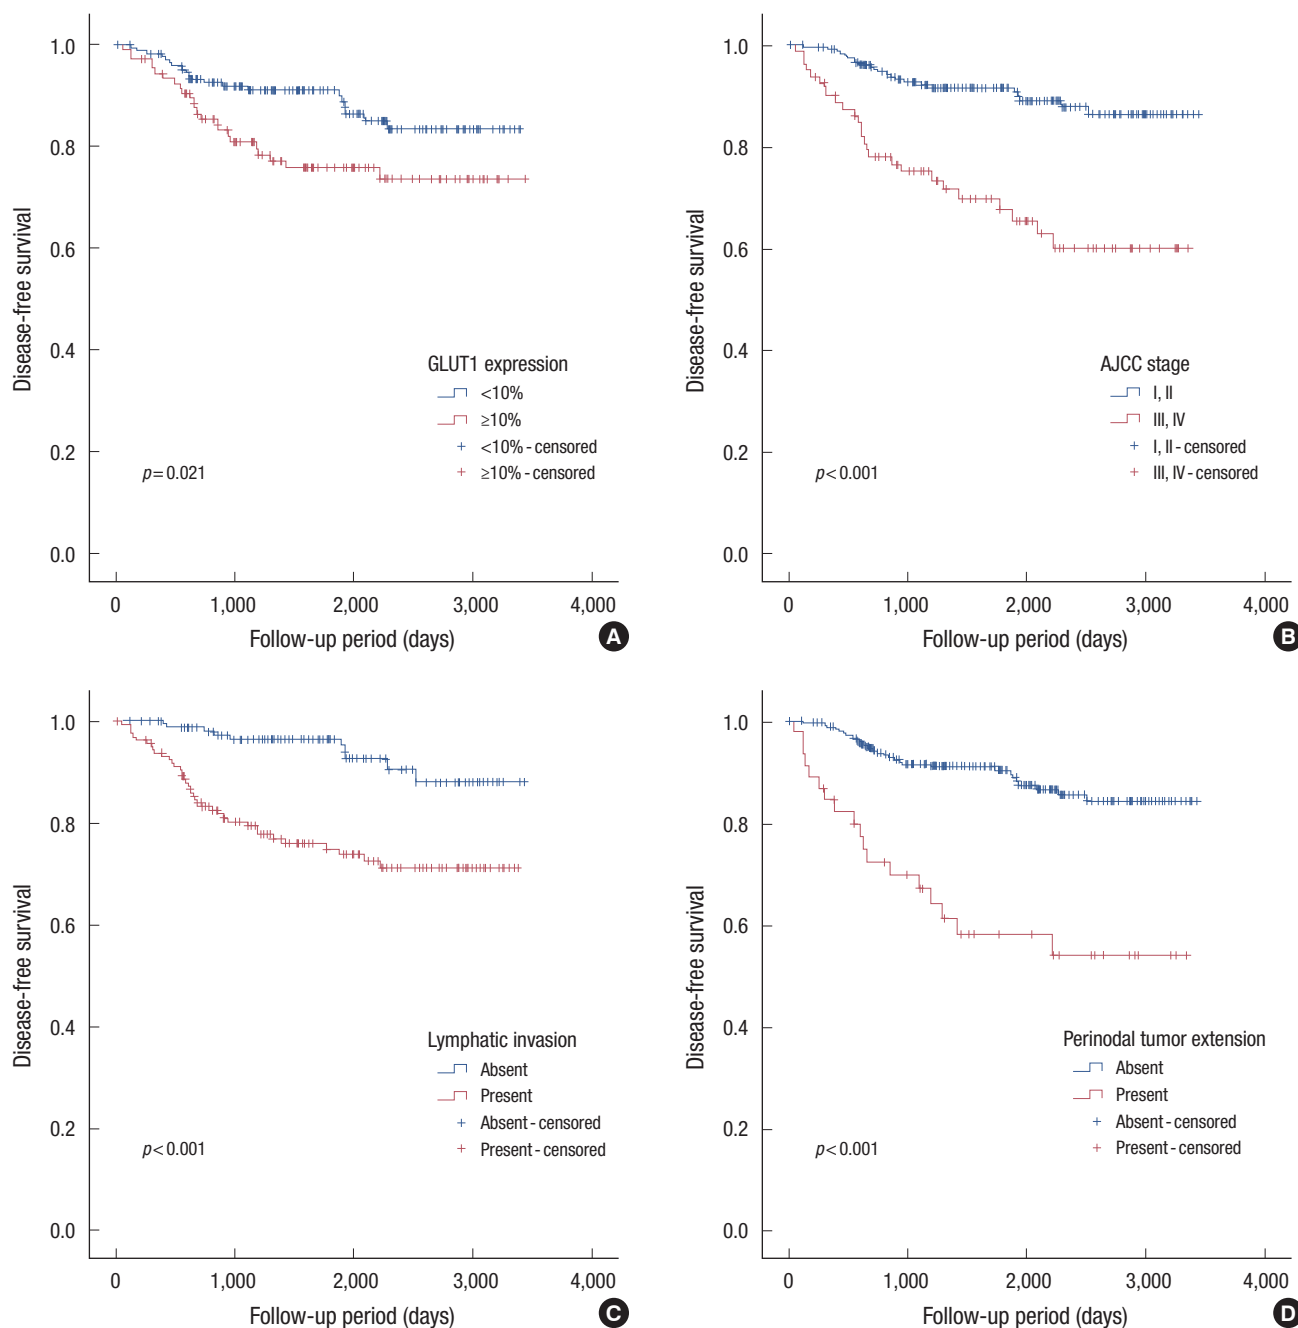 1.0
0.8
0.6
0.4
0.2
0.0
Disease-free survival
GLUT1 expression
<10%
≥10%
<10% - censored
≥10% - censored
p=0.021
0 1,000 2,000 3,000 4,000
Follow-up period (days)
A
1.0
0.8
0.6
0.4
0.2
0.0
Disease-free survival
AJCC stage
I, II
III, IV
I, II - censored
III, IV - censored
p<0.001
0 1,000 2,000 3,000 4,000
Follow-up period (days)
B
1.0
0.8
0.6
0.4
0.2
0.0
Disease-free survival
Lymphatic invasion
Absent
Present
Absent - censored
Present - censored
p<0.001
0 1,000 2,000 3,000 4,000
Follow-up period (days)
C
1.0
0.8
0.6
0.4
0.2
0.0
Disease-free survival
Perinodal tumor extension
Absent
Present
Absent - censored
Present - censored
p<0.001
0 1,000 2,000 3,000 4,000
Follow-up period (days)
D